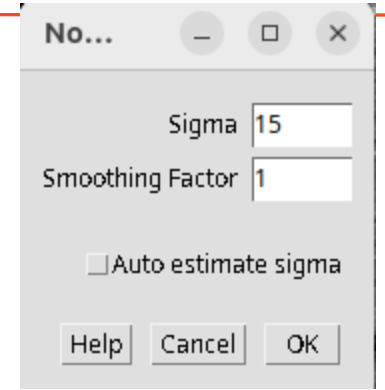 No...
Sigma 15
Smoothing Factor 1
Auto estimate sigma
Help Cancel OK